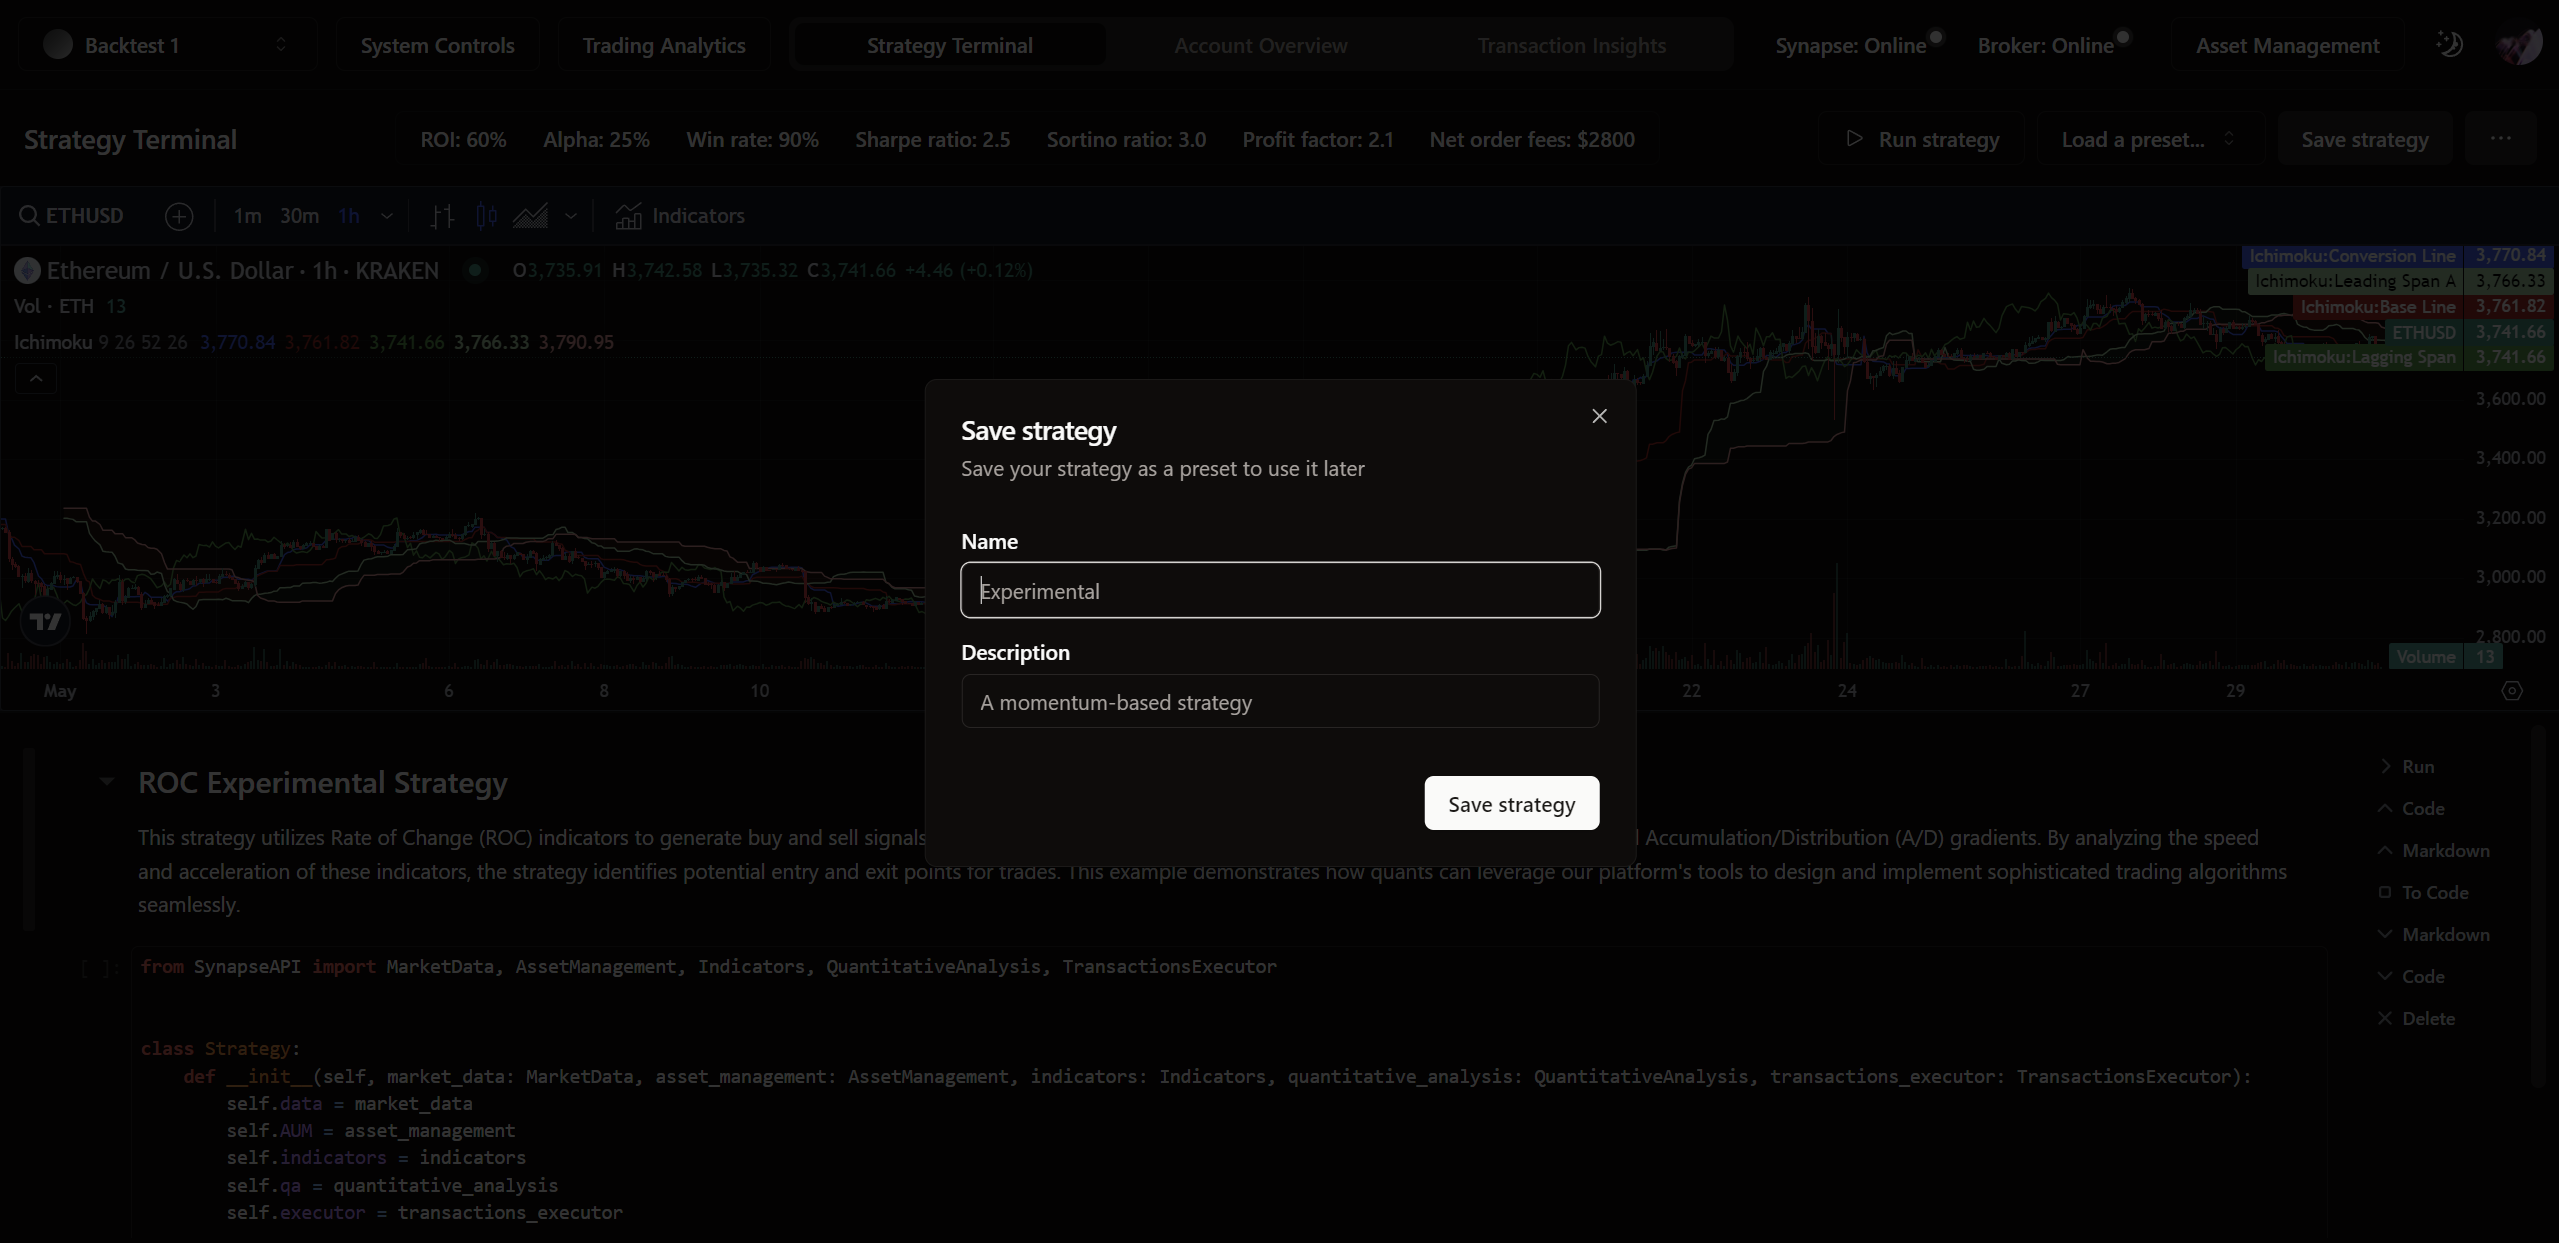 Backtest 1
System Controls
Trading Analytics
Strategy Terminal
Account Overview
Transaction Insights
Synapse: Online
Broker: Online
Asset Management
Strategy Terminal
ROI: 60%
Alpha: 25%
Win rate: 90%
Sharpe ratio: 2.5
Sortino ratio: 3.0
Profit factor: 2.1
Net order fees: $2800
Run strategy
Load a preset...
Save strategy
...
ETHUSD
1m 30m 1h
Indicators
Ethereum / U.S. Dollar · 1h · KRAKEN
O3,735.91 H3,742.58 L3,735.32 C3,741.66 +4.46 (+0.12%)
Vol · ETH 13
Ichimoku 9 26 52 26 3,770.84 3,761.82 3,741.66 3,766.33 3,790.95
Ichimoku:Conversion Line 3,770.84
Ichimoku:Leading Span A 3,766.33
Ichimoku:Base Line 3,761.82
ETHUSD 3,741.66
Ichimoku:Lagging Span 3,741.66
3,600.00
3,400.00
3,200.00
3,000.00
2,800.00
Volume 13
May 3 6 8 10 22 24 27 29
Save strategy
Save your strategy as a preset to use it later
Name
Experimental
Description
A momentum-based strategy
Save strategy
ROC Experimental Strategy
This strategy utilizes Rate of Change (ROC) indicators to generate buy and sell signals Accumulation/Distribution (A/D) gradients. By analyzing the speed
and acceleration of these indicators, the strategy identifies potential entry and exit points for trades. This example demonstrates how quants can leverage our platform's tools to design and implement sophisticated trading algorithms
seamlessly.
Run
Code
Markdown
To Code
Markdown
Code
Delete
[ ]:
from SynapseAPI import MarketData, AssetManagement, Indicators, QuantitativeAnalysis, TransactionsExecutor
class Strategy:
def __init__(self, market_data: MarketData, asset_management: AssetManagement, indicators: Indicators, quantitative_analysis: QuantitativeAnalysis, transactions_executor: TransactionsExecutor):
self.data = market_data
self.AUM = asset_management
self.indicators = indicators
self.qa = quantitative_analysis
self.executor = transactions_executor